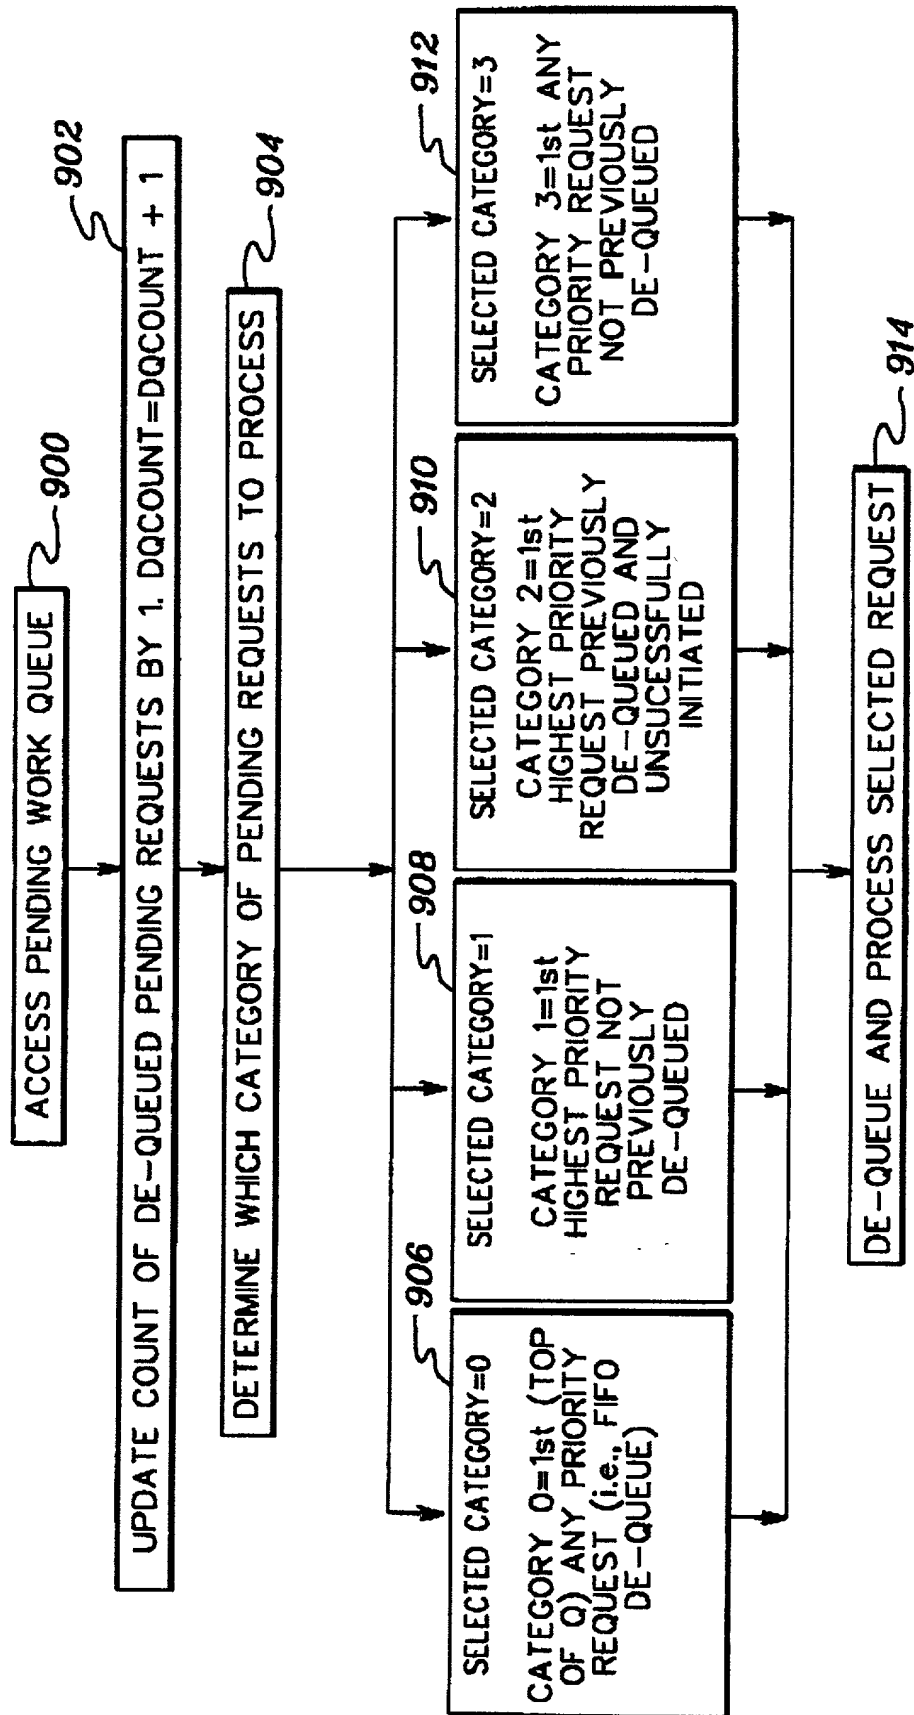 ACCESS PENDING WORK QUEUE
900
UPDATE COUNT OF DE-QUEUED PENDING REQUESTS BY 1. DQCOUNT=DQCOUNT + 1
902
DETERMINE WHICH CATEGORY OF PENDING REQUESTS TO PROCESS
904
906
SELECTED CATEGORY=0
CATEGORY 0=1st (TOP
OF Q) ANY PRIORITY
REQUEST (i.e., FIFO
DE-QUEUE)
908
SELECTED CATEGORY=1
CATEGORY 1=1st
HIGHEST PRIORITY
REQUEST NOT
PREVIOUSLY
DE-QUEUED
910
SELECTED CATEGORY=2
CATEGORY 2=1st
HIGHEST PRIORITY
REQUEST PREVIOUSLY
DE-QUEUED AND
UNSUCESSFULLY
INITIATED
912
SELECTED CATEGORY=3
CATEGORY 3=1st ANY
PRIORITY REQUEST
NOT PREVIOUSLY
DE-QUEUED
DE-QUEUE AND PROCESS SELECTED REQUEST
914